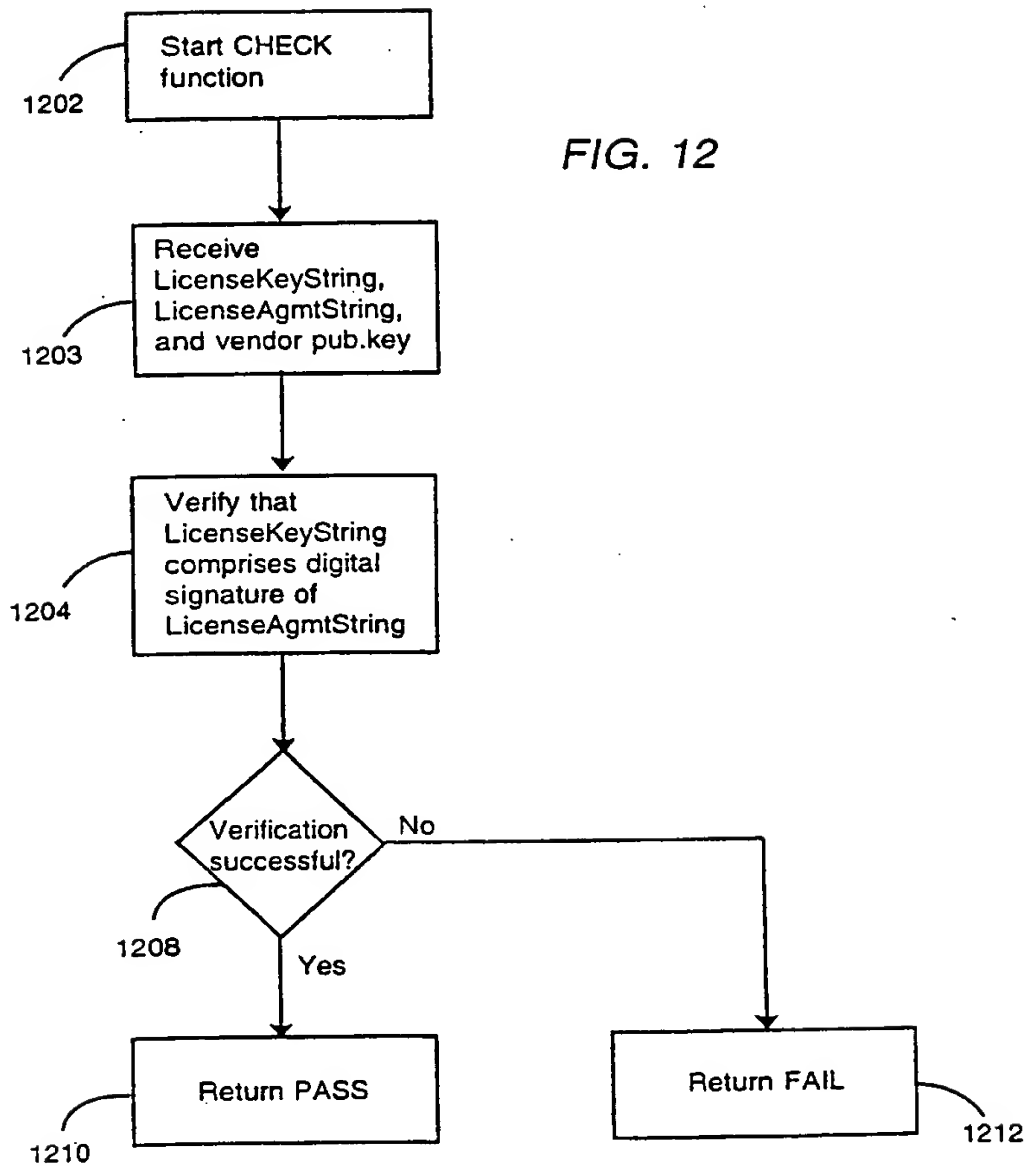 Start CHECK
function
1202
FIG. 12
Receive
LicenseKeyString,
LicenseAgmtString,
and vendor pub.key
1203
Verify that
LicenseKeyString
comprises digital
signature of
LicenseAgmtString
1204
Verification
successful?
No
1208
Yes
Return PASS
1210
Return FAIL
1212